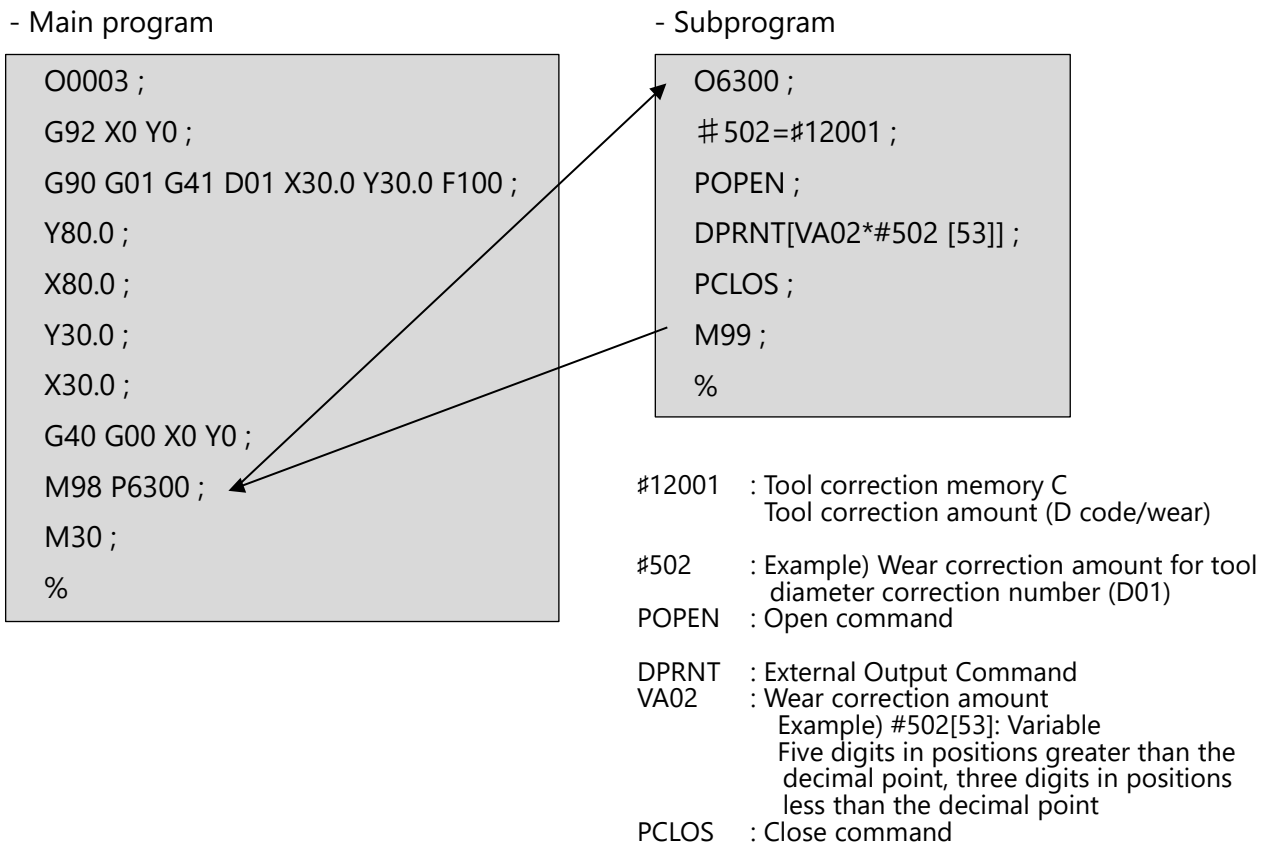 - Main program
O0003 ;
G92 X0 Y0 ;
G90 G01 G41 D01 X30.0 Y30.0 F100 ;
Y80.0 ;
X80.0 ;
Y30.0 ;
X30.0 ;
G40 G00 X0 Y0 ;
M98 P6300 ;
M30 ;
%
- Subprogram
O6300 ;
＃502=♯12001 ;
POPEN ;
DPRNT[VA02*#502 [53]] ;
PCLOS ;
M99 ;
%
♯12001 : Tool correction memory C
Tool correction amount (D code/wear)
♯502 : Example) Wear correction amount for tool
diameter correction number (D01)
POPEN : Open command
DPRNT : External Output Command
VA02 : Wear correction amount
Example) #502[53]: Variable
Five digits in positions greater than the
decimal point, three digits in positions
less than the decimal point
PCLOS : Close command